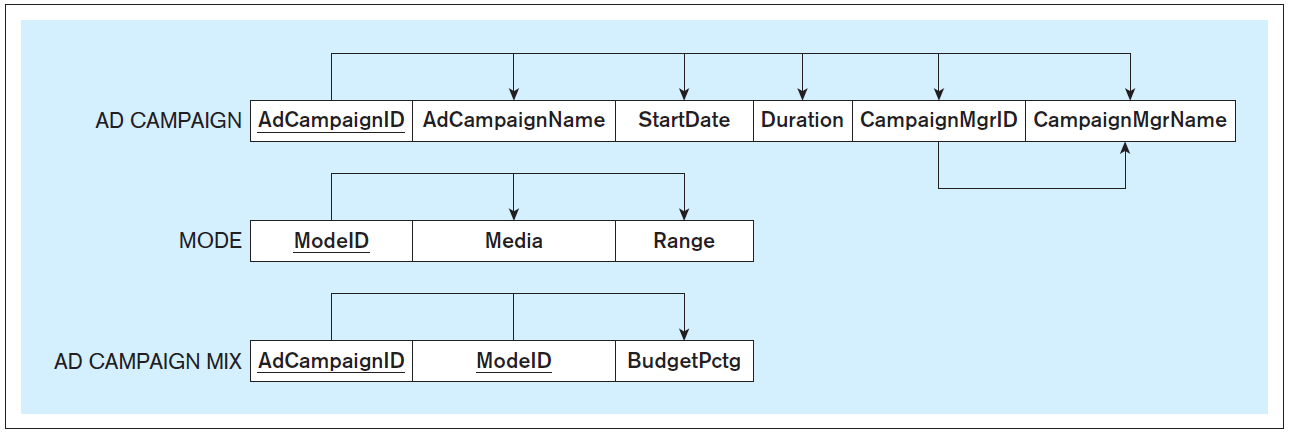 AD CAMPAIGN AdCampaignID AdCampaignName StartDate Duration CampaignMgrID CampaignMgrName
MODE ModeID Media Range
AD CAMPAIGN MIX AdCampaignID ModeID BudgetPctg